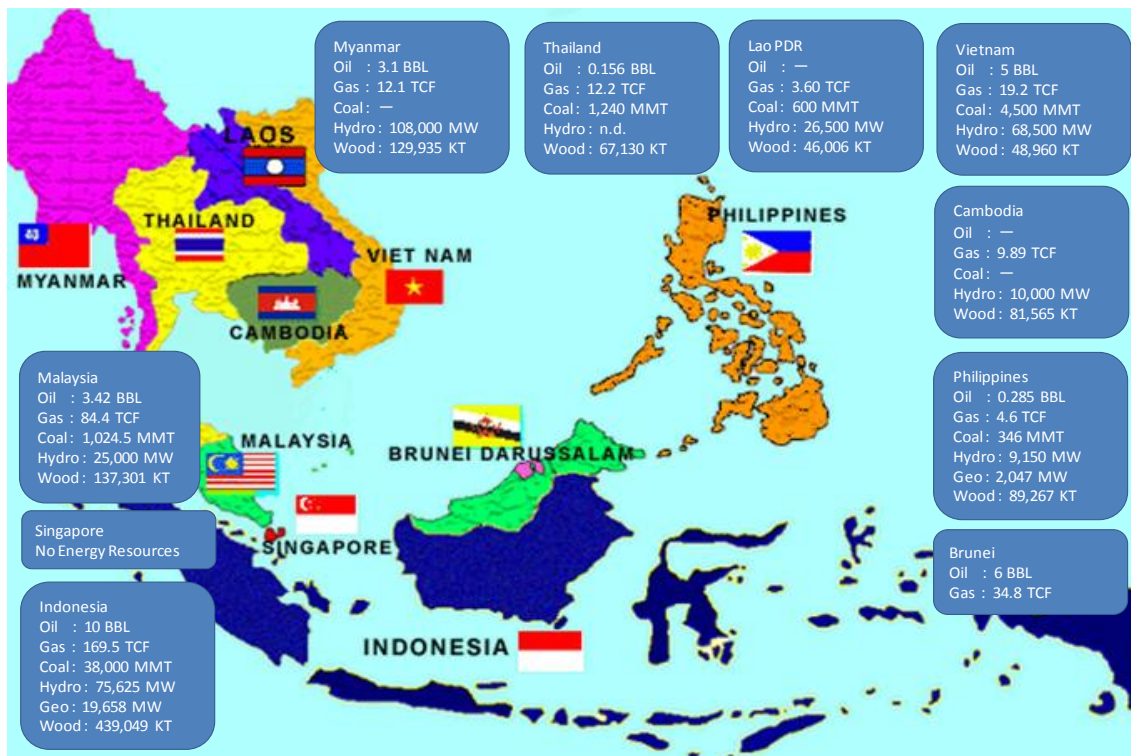 Myanmar
Oil : 3.1 BBL
Gas : 12.1 TCF
Coal : —
Hydro : 108,000 MW
Wood : 129,935 KT
Thailand
Oil : 0.156 BBL
Gas : 12.2 TCF
Coal : 1,240 MMT
Hydro : n.d.
Wood : 67,130 KT
Lao PDR
Oil : —
Gas : 3.60 TCF
Coal : 600 MMT
Hydro : 26,500 MW
Wood : 46,006 KT
Vietnam
Oil : 5 BBL
Gas : 19.2 TCF
Coal : 4,500 MMT
Hydro : 68,500 MW
Wood : 48,960 KT
LAOS
THAILAND
PHILIPPINES
VIET NAM
MYANMAR
CAMBODIA
Cambodia
Oil : —
Gas : 9.89 TCF
Coal : —
Hydro : 10,000 MW
Wood : 81,565 KT
Malaysia
Oil : 3.42 BBL
Gas : 84.4 TCF
Coal : 1,024.5 MMT
Hydro : 25,000 MW
Wood : 137,301 KT
MALAYSIA
BRUNEI DARUSSALAM
Philippines
Oil : 0.285 BBL
Gas : 4.6 TCF
Coal : 346 MMT
Hydro : 9,150 MW
Geo : 2,047 MW
Wood : 89,267 KT
Singapore
No Energy Resources
SINGAPORE
Brunei
Oil : 6 BBL
Gas : 34.8 TCF
Indonesia
Oil : 10 BBL
Gas : 169.5 TCF
Coal : 38,000 MMT
Hydro : 75,625 MW
Geo : 19,658 MW
Wood : 439,049 KT
INDONESIA